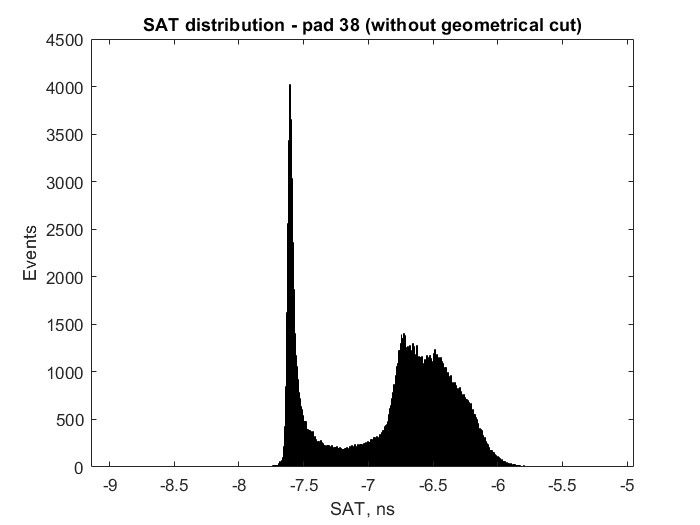 SAT distribution - pad 38 (without geometrical cut)
4500
4000
3500
3000
2500
2000
1500
1000
500
0
Events
-9 -8.5 -8 -7.5 -7 -6.5 -6 -5.5 -5
SAT, ns